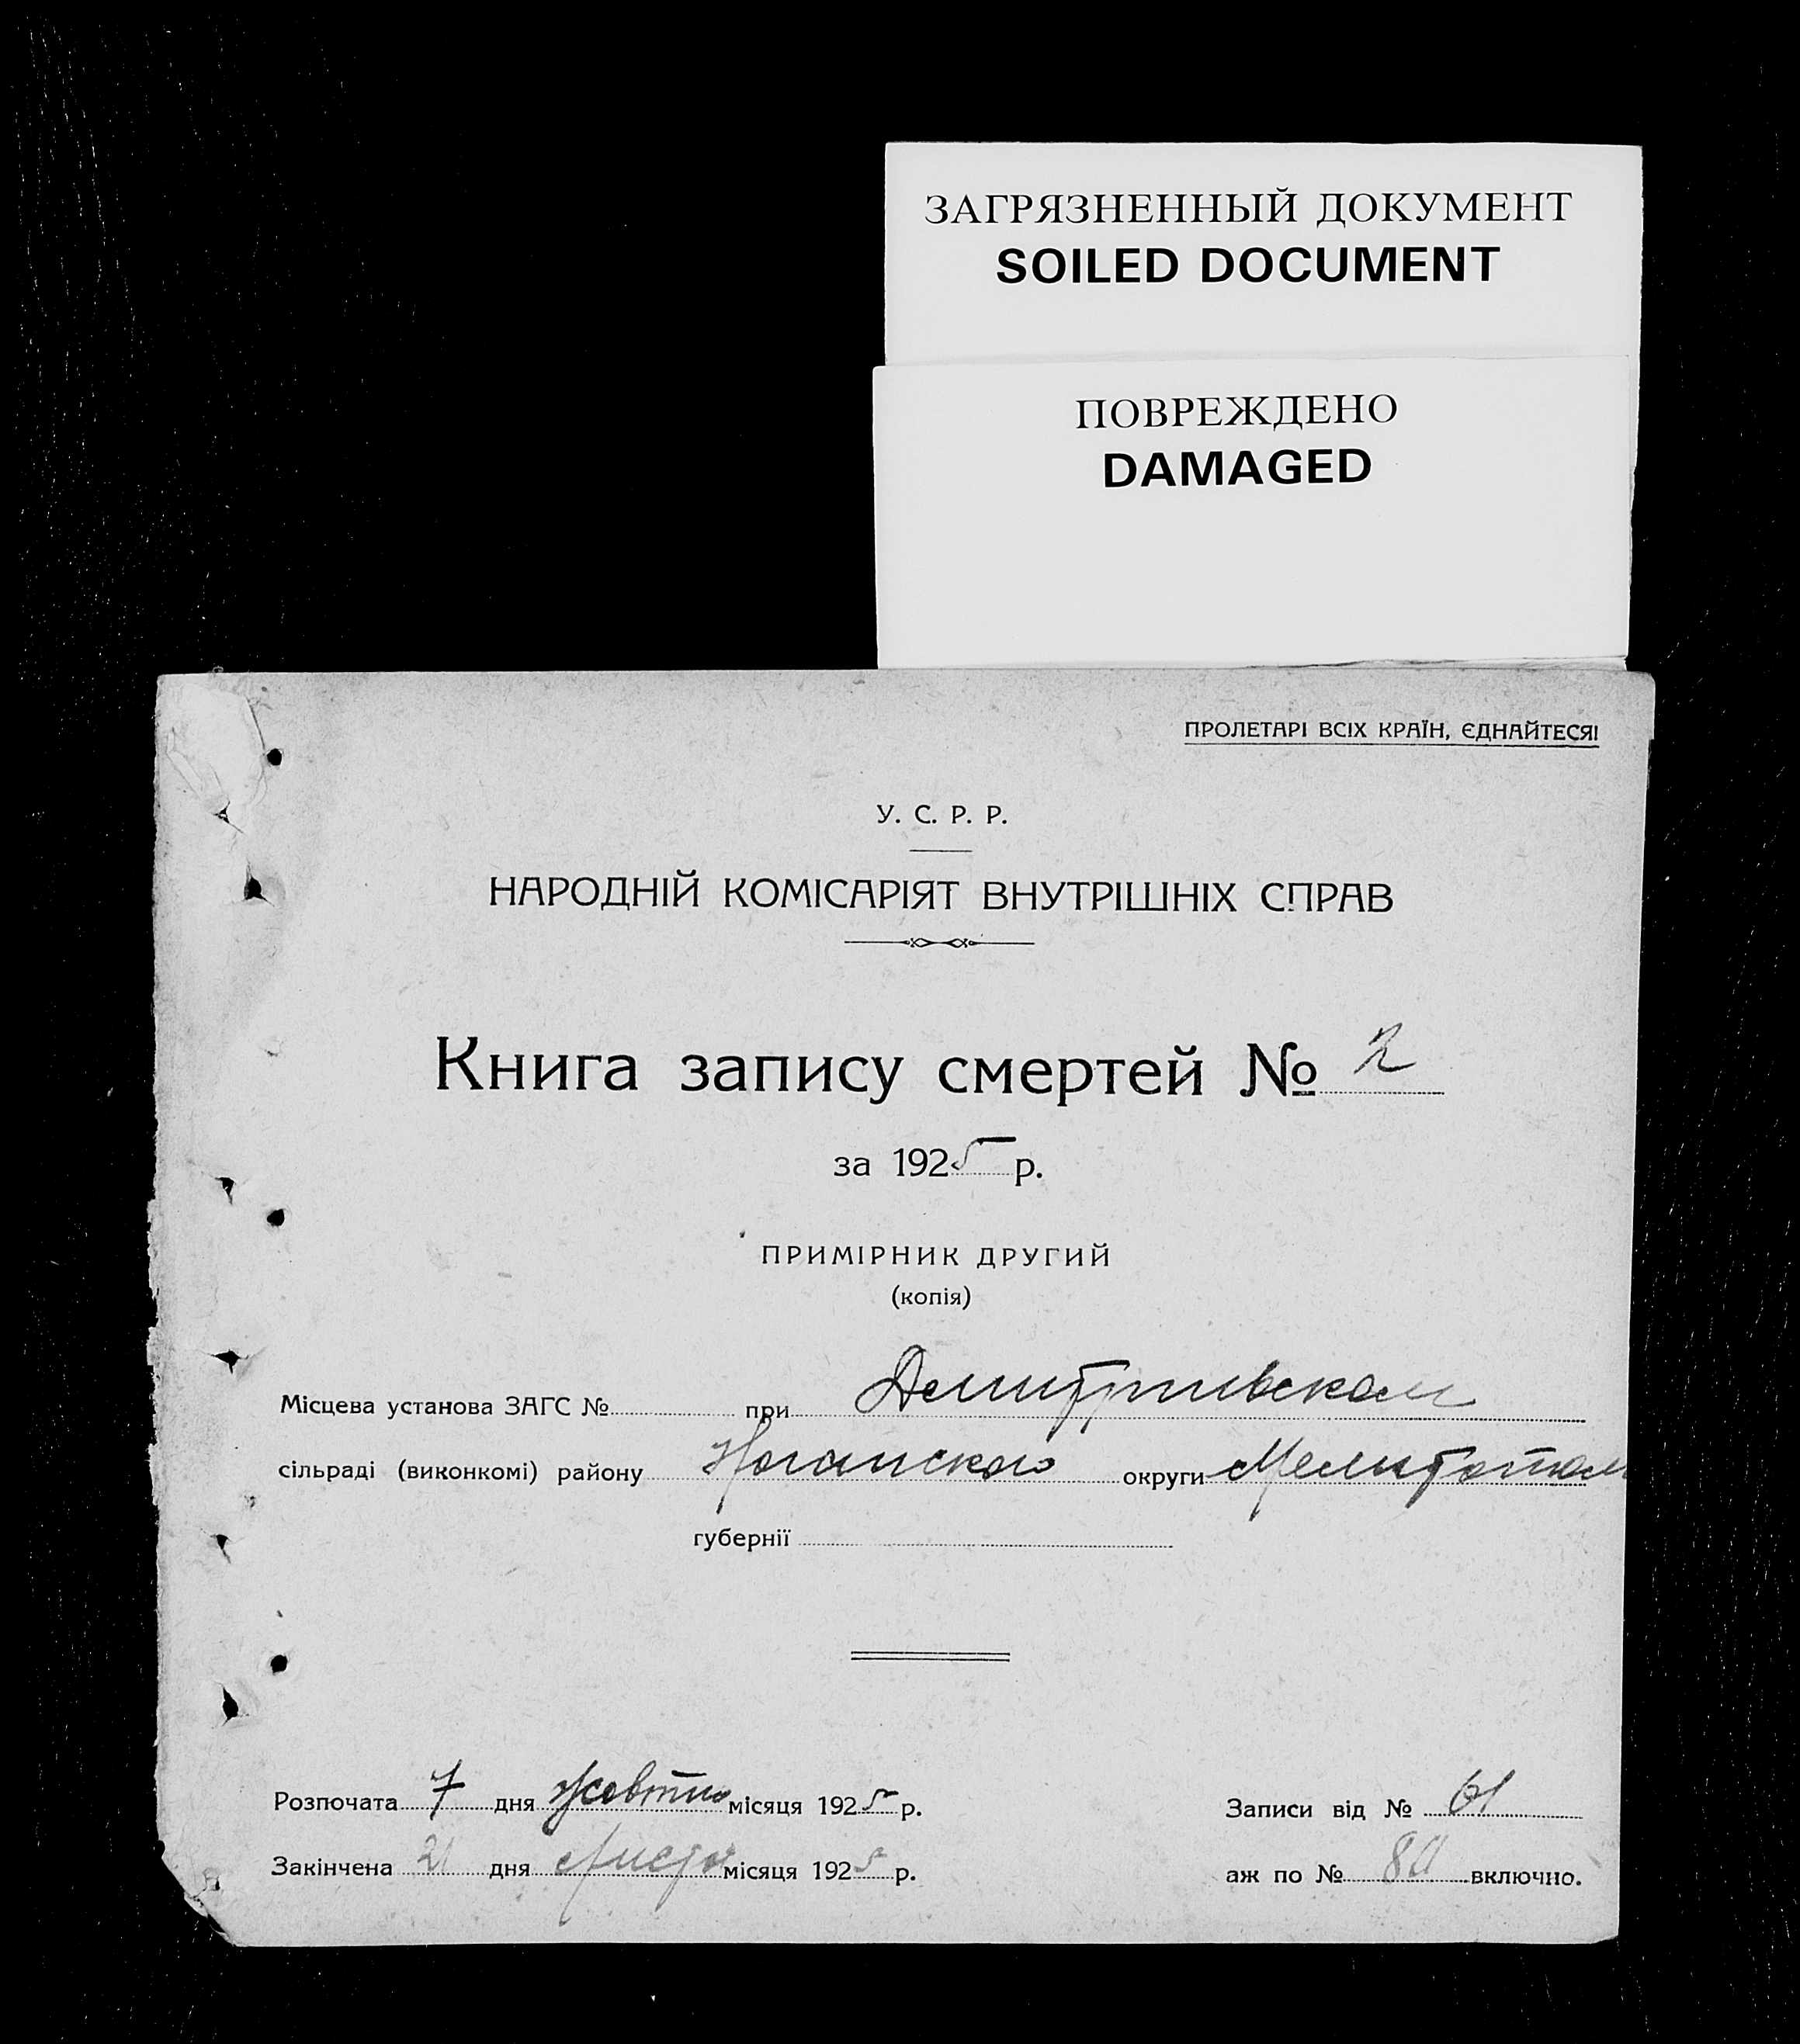 ЗАГРЯЗНЕННЫЙ ДОКУМЕНТ
SOILED DOCUMENT
ПОВРЕЖДЕНО
DAMAGED
ПРОЛЕТАРІ ВСІХ КРАЇН, ЄДНАЙТЕСЯ!
У. С. Р. Р.
НАРОДНІЙ КОМІСАРІЯТ ВНУТРІШНІХ СПРАВ
Книга запису смертей № 2
за 1925 р.
ПРИМІРНИК ДРУГИЙ
(копія)
Місцева установа ЗАГС № при
сільраді (виконкомі) району округи
губернії
Розпочата 7 дня місяця 1925 р.
Записи від № 61
Закінчена 21 дня місяця 1925 р.
аж по № 80 включно.